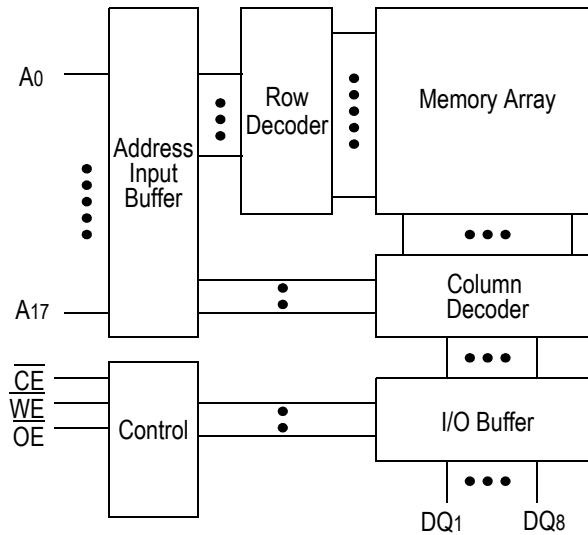 A0
A17
Address
Input
Buffer
Row
Decoder
Memory Array
Column
Decoder
CE
WE
OE
Control
I/O Buffer
DQ1
DQ8